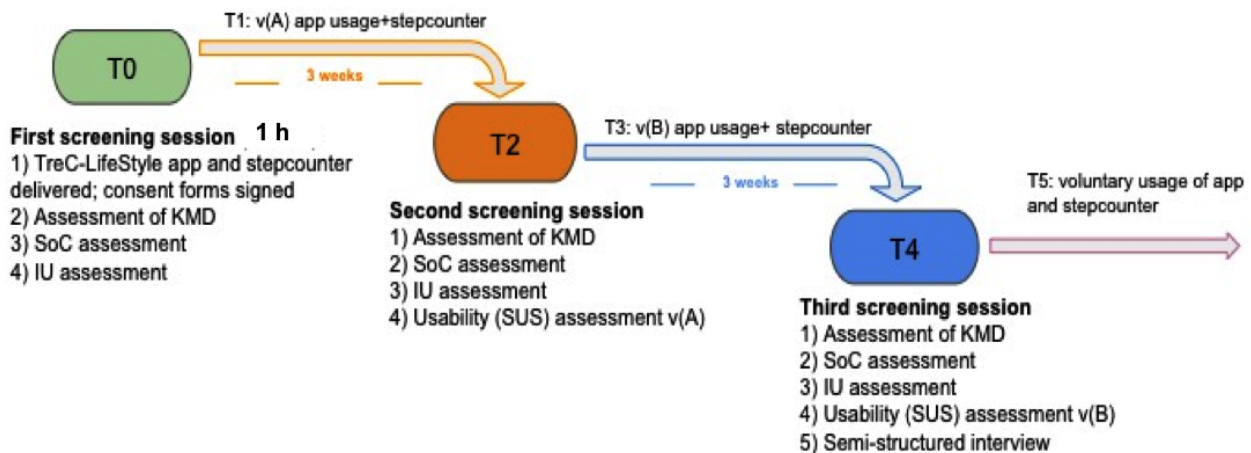 T1: v(A) app usage+stepcounter
T0
3 weeks
First screening session 1 h
1) TreC-LifeStyle app and stepcounter
delivered; consent forms signed
2) Assessment of KMD
3) SoC assessment
4) IU assessment
T2
T3: v(B) app usage+ stepcounter
3 weeks
Second screening session
1) Assessment of KMD
2) SoC assessment
3) IU assessment
4) Usability (SUS) assessment v(A)
T4
T5: voluntary usage of app
and stepcounter
Third screening session
1) Assessment of KMD
2) SoC assessment
3) IU assessment
4) Usability (SUS) assessment v(B)
5) Semi-structured interview